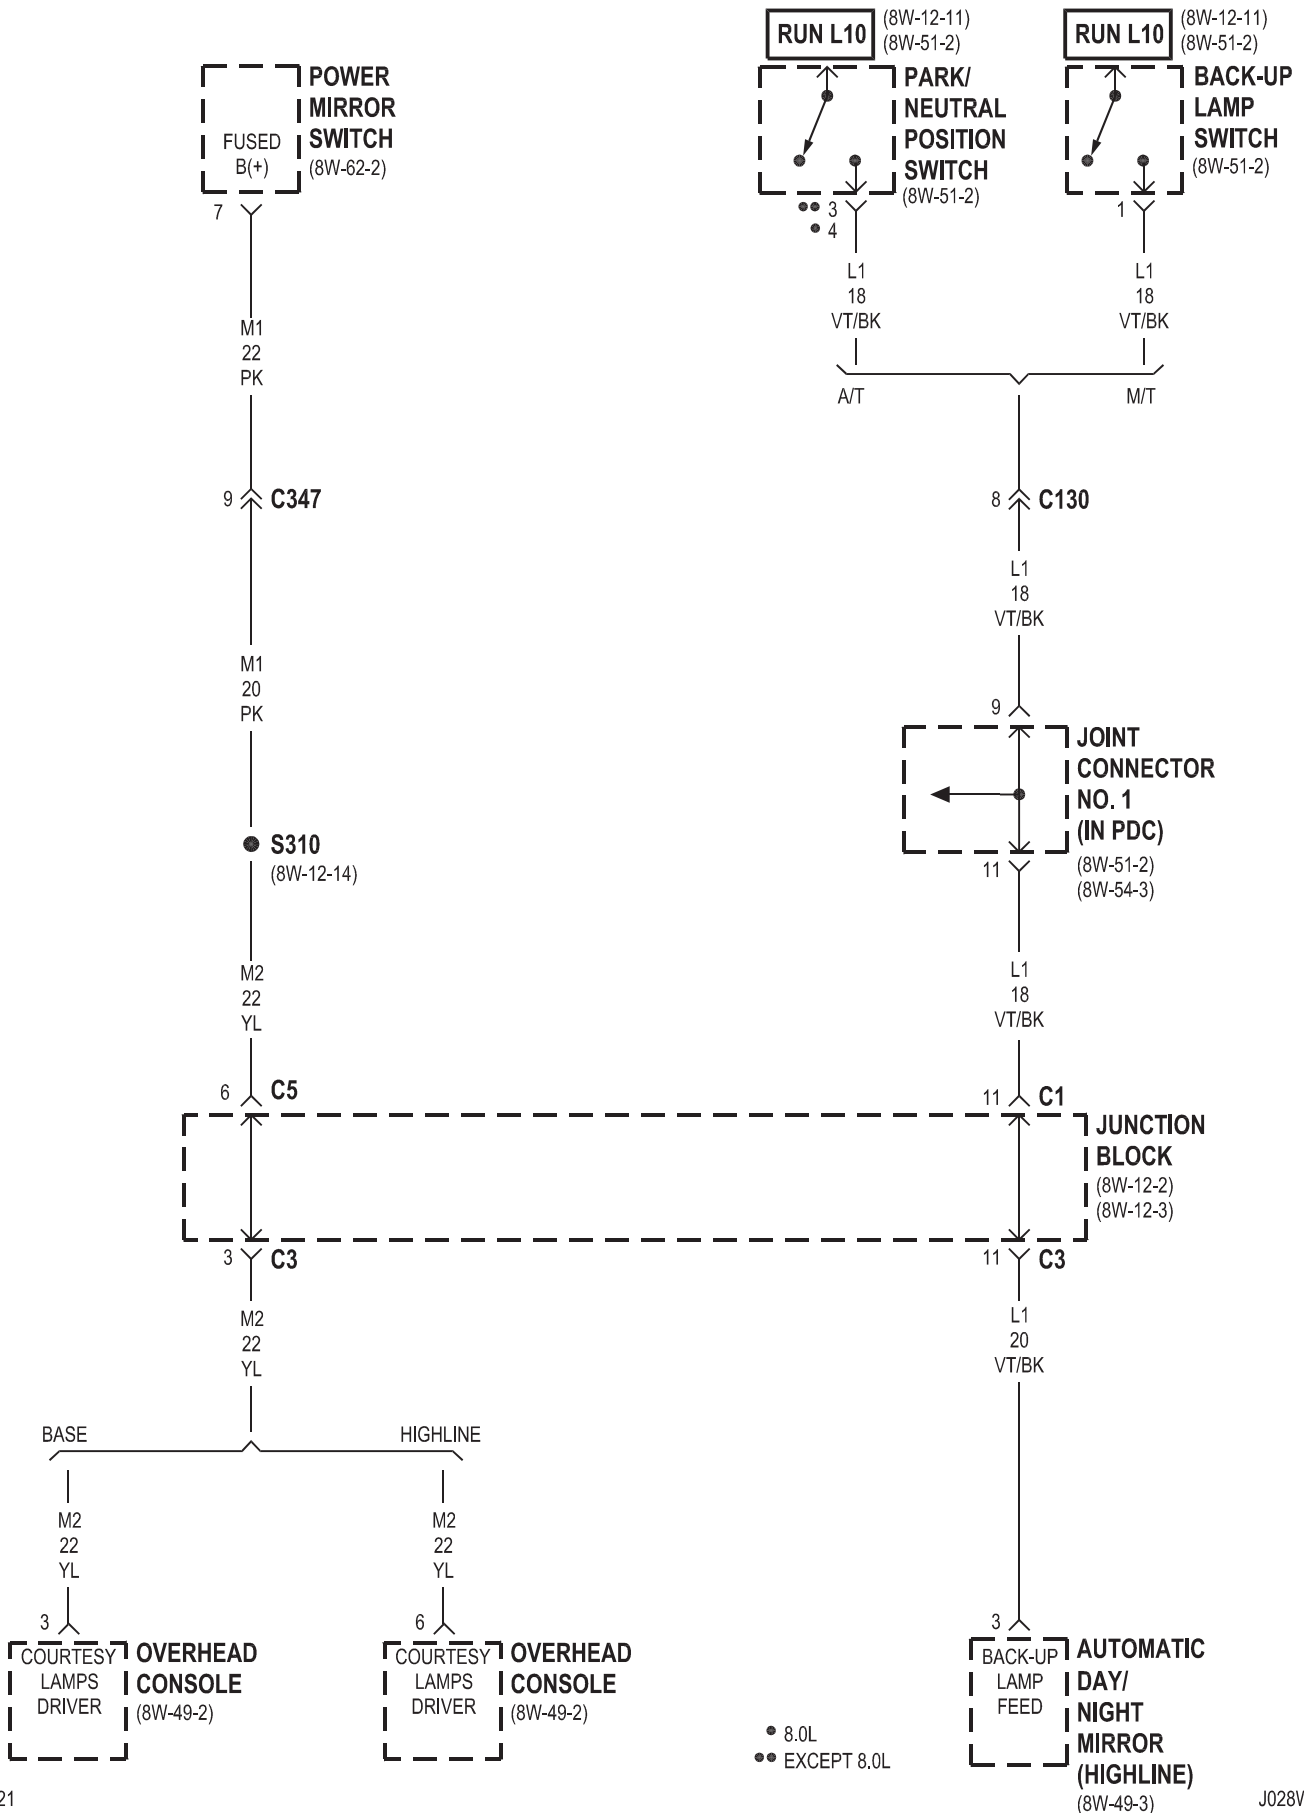 RUN L10
(8W-12-11)
(8W-51-2)
RUN L10
(8W-12-11)
(8W-51-2)
FUSED
B(+)
POWER
MIRROR
SWITCH
(8W-62-2)
PARK/
NEUTRAL
POSITION
SWITCH
(8W-51-2)
BACK-UP
LAMP
SWITCH
(8W-51-2)
7
●● 3
● 4
1
M1
22
PK
L1
18
VT/BK
L1
18
VT/BK
A/T
M/T
9
C347
8
C130
L1
18
VT/BK
M1
20
PK
9
JOINT
CONNECTOR
NO. 1
(IN PDC)
(8W-51-2)
(8W-54-3)
11
S310
(8W-12-14)
M2
22
YL
L1
18
VT/BK
6
C5
11
C1
JUNCTION
BLOCK
(8W-12-2)
(8W-12-3)
3
C3
11
C3
M2
22
YL
L1
20
VT/BK
BASE
HIGHLINE
M2
22
YL
M2
22
YL
3
6
3
COURTESY
LAMPS
DRIVER
OVERHEAD
CONSOLE
(8W-49-2)
COURTESY
LAMPS
DRIVER
OVERHEAD
CONSOLE
(8W-49-2)
BACK-UP
LAMP
FEED
AUTOMATIC
DAY/
NIGHT
MIRROR
(HIGHLINE)
(8W-49-3)
● 8.0L
●● EXCEPT 8.0L
21
J028W